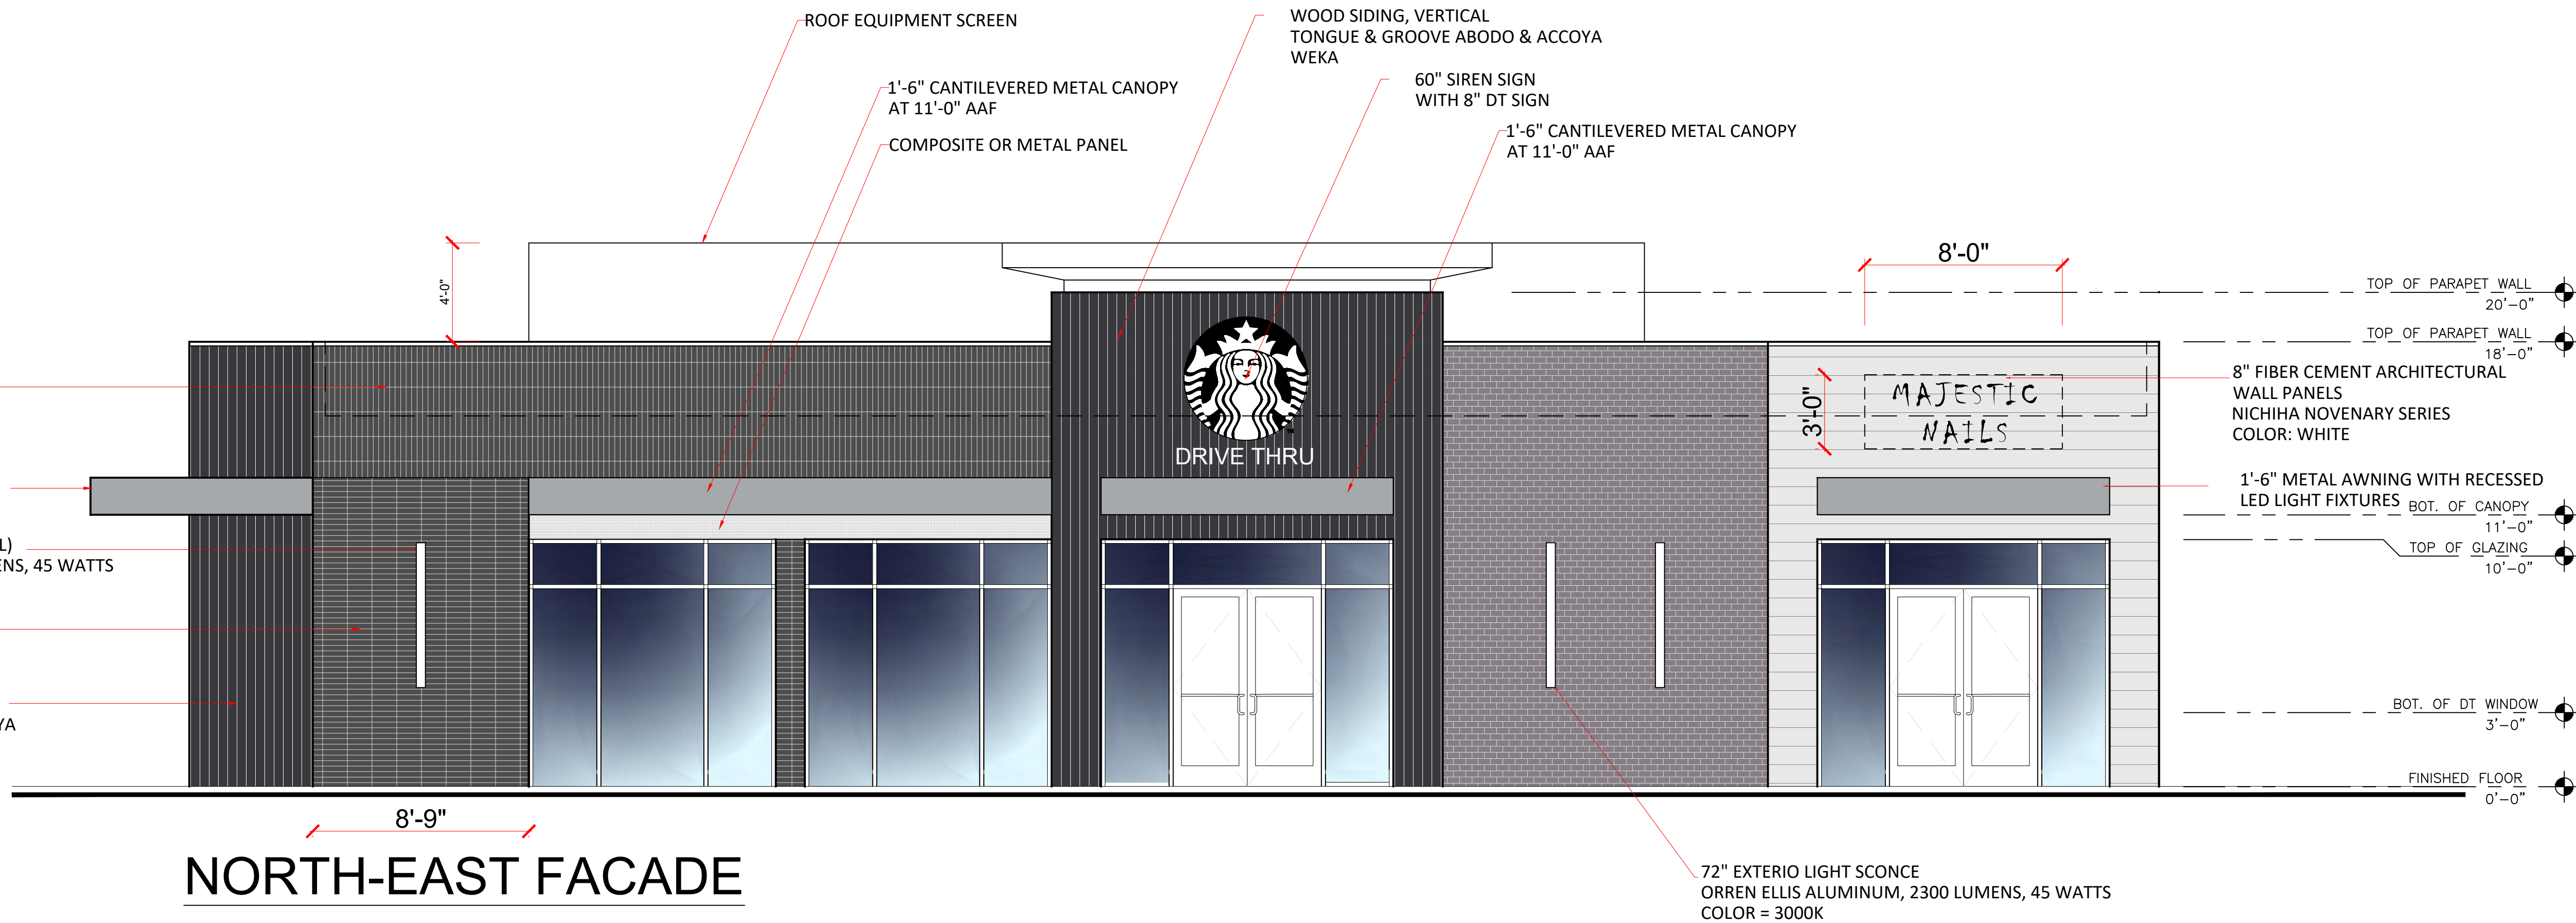 ROOF EQUIPMENT SCREEN
WOOD SIDING, VERTICAL
TONGUE & GROOVE ABODO & ACCOYA
WEKA
1'-6" CANTILEVERED METAL CANOPY
AT 11'-0" AAF
60" SIREN SIGN
WITH 8" DT SIGN
COMPOSITE OR METAL PANEL
1'-6" CANTILEVERED METAL CANOPY
AT 11'-0" AAF
4'-0"
8'-0"
TOP OF PARAPET WALL
20'-0"
TOP OF PARAPET WALL
18'-0"
8" FIBER CEMENT ARCHITECTURAL
WALL PANELS
NICHIHA NOVENARY SERIES
COLOR: WHITE
3'-0"
MAJESTIC
NAILS
TM
DRIVE THRU
1'-6" METAL AWNING WITH RECESSED
LED LIGHT FIXTURES
BOT. OF CANOPY
11'-0"
L)
ENS, 45 WATTS
TOP OF GLAZING
10'-0"
YA
BOT. OF DT WINDOW
3'-0"
FINISHED FLOOR
0'-0"
8'-9"
NORTH-EAST FACADE
72" EXTERIO LIGHT SCONCE
ORREN ELLIS ALUMINUM, 2300 LUMENS, 45 WATTS
COLOR = 3000K